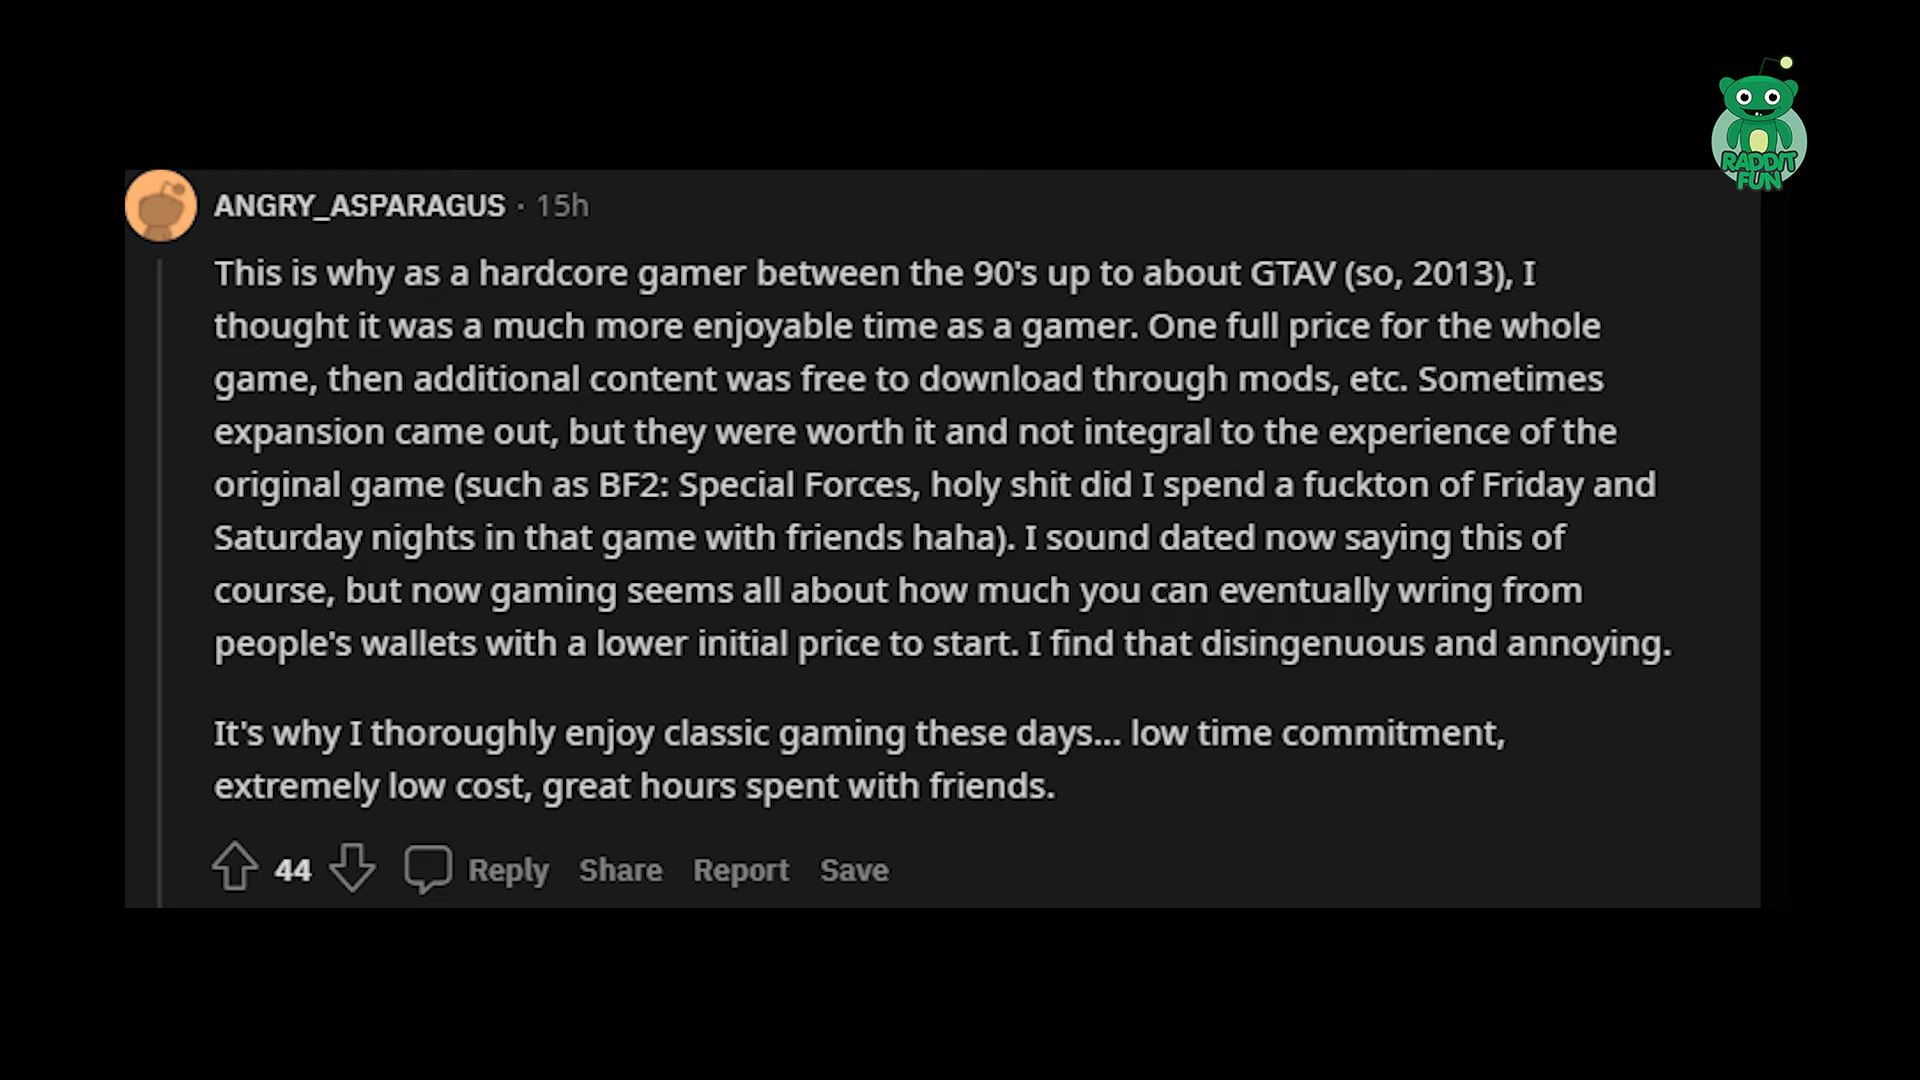 RADDIT
FUN
ANGRY_ASPARAGUS · 15h
This is why as a hardcore gamer between the 90's up to about GTAV (so, 2013), I
thought it was a much more enjoyable time as a gamer. One full price for the whole
game, then additional content was free to download through mods, etc. Sometimes
expansion came out, but they were worth it and not integral to the experience of the
original game (such as BF2: Special Forces, holy shit did I spend a fuckton of Friday and
Saturday nights in that game with friends haha). I sound dated now saying this of
course, but now gaming seems all about how much you can eventually wring from
people's wallets with a lower initial price to start. I find that disingenuous and annoying.
It's why I thoroughly enjoy classic gaming these days... low time commitment,
extremely low cost, great hours spent with friends.
44 Reply Share Report Save